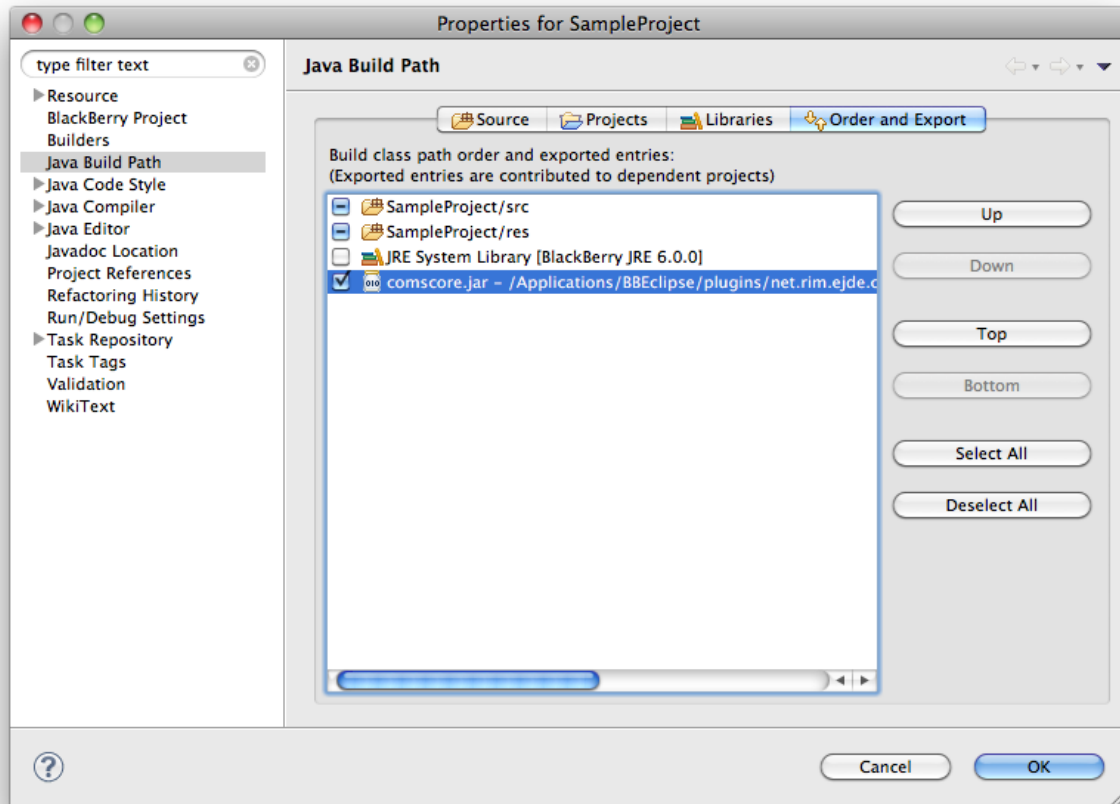 Properties for SampleProject
type filter text
Resource
BlackBerry Project
Builders
Java Build Path
Java Code Style
Java Compiler
Java Editor
Javadoc Location
Project References
Refactoring History
Run/Debug Settings
Task Repository
Task Tags
Validation
WikiText
Java Build Path
Source Projects Libraries Order and Export
Build class path order and exported entries:
(Exported entries are contributed to dependent projects)
SampleProject/src
SampleProject/res
JRE System Library [BlackBerry JRE 6.0.0]
010 comscore.jar – /Applications/BBEclipse/plugins/net.rim.ejde.c
Up
Down
Top
Bottom
Select All
Deselect All
?
Cancel OK